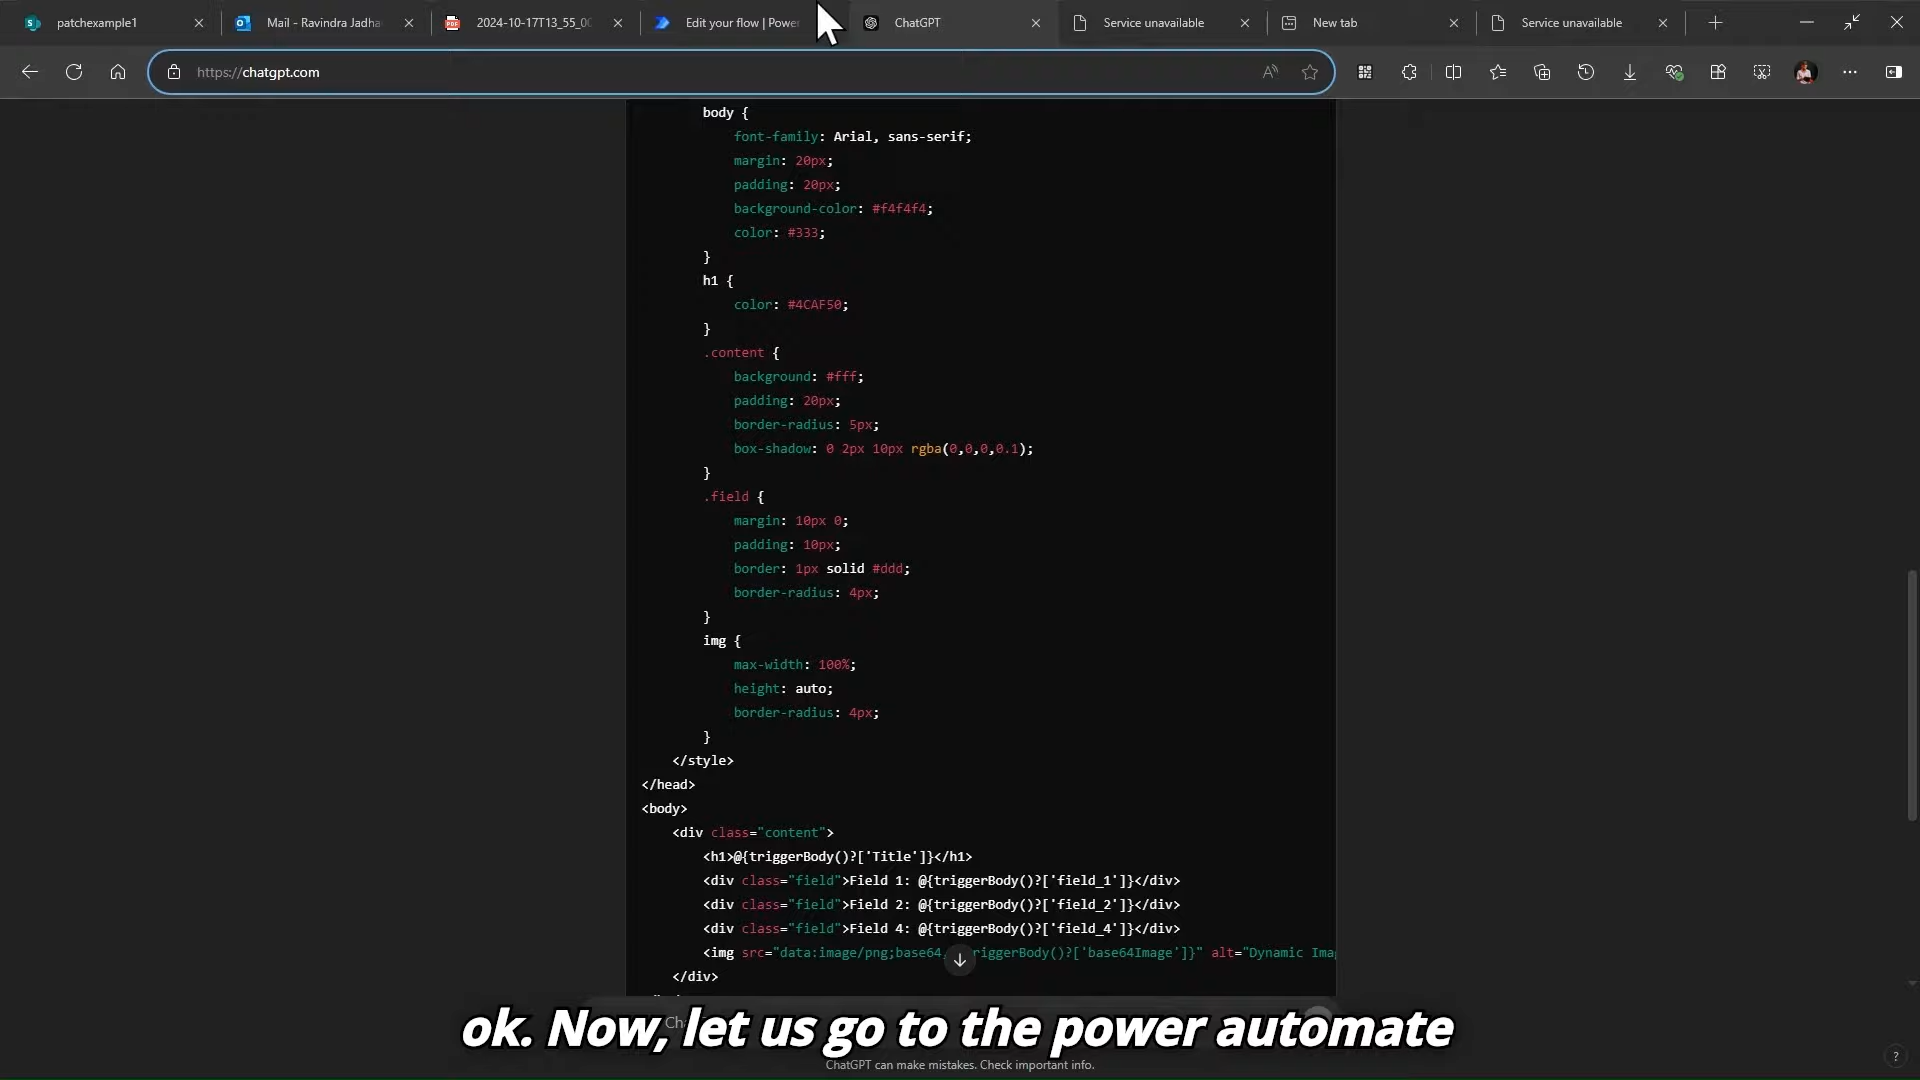 patchexample1
Mail - Ravindra Jadha
2024-10-17T13_55_00
Edit your flow | Power
ChatGPT
Service unavailable
New tab
Service unavailable
https://chatgpt.com
body {
font-family: Arial, sans-serif;
margin: 20px;
padding: 20px;
background-color: #f4f4f4;
color: #333;
}
h1 {
color: #4CAF50;
}
.content {
background: #fff;
padding: 20px;
border-radius: 5px;
box-shadow: 0 2px 10px rgba(0,0,0,0.1);
}
.field {
margin: 10px 0;
padding: 10px;
border: 1px solid #ddd;
border-radius: 4px;
}
img {
max-width: 100%;
height: auto;
border-radius: 4px;
}
</style>
</head>
<body>
<div class="content">
<h1>@{triggerBody()?['Title']}</h1>
<div class="field">Field 1: @{triggerBody()?['field_1']}</div>
<div class="field">Field 2: @{triggerBody()?['field_2']}</div>
<div class="field">Field 4: @{triggerBody()?['field_4']}</div>
<img src="data:image/png;base64, triggerBody()?['base64Image']}" alt="Dynamic Ima
</div>
ok. Now, let us go to the power automate
ChatGPT can make mistakes. Check important info.
?